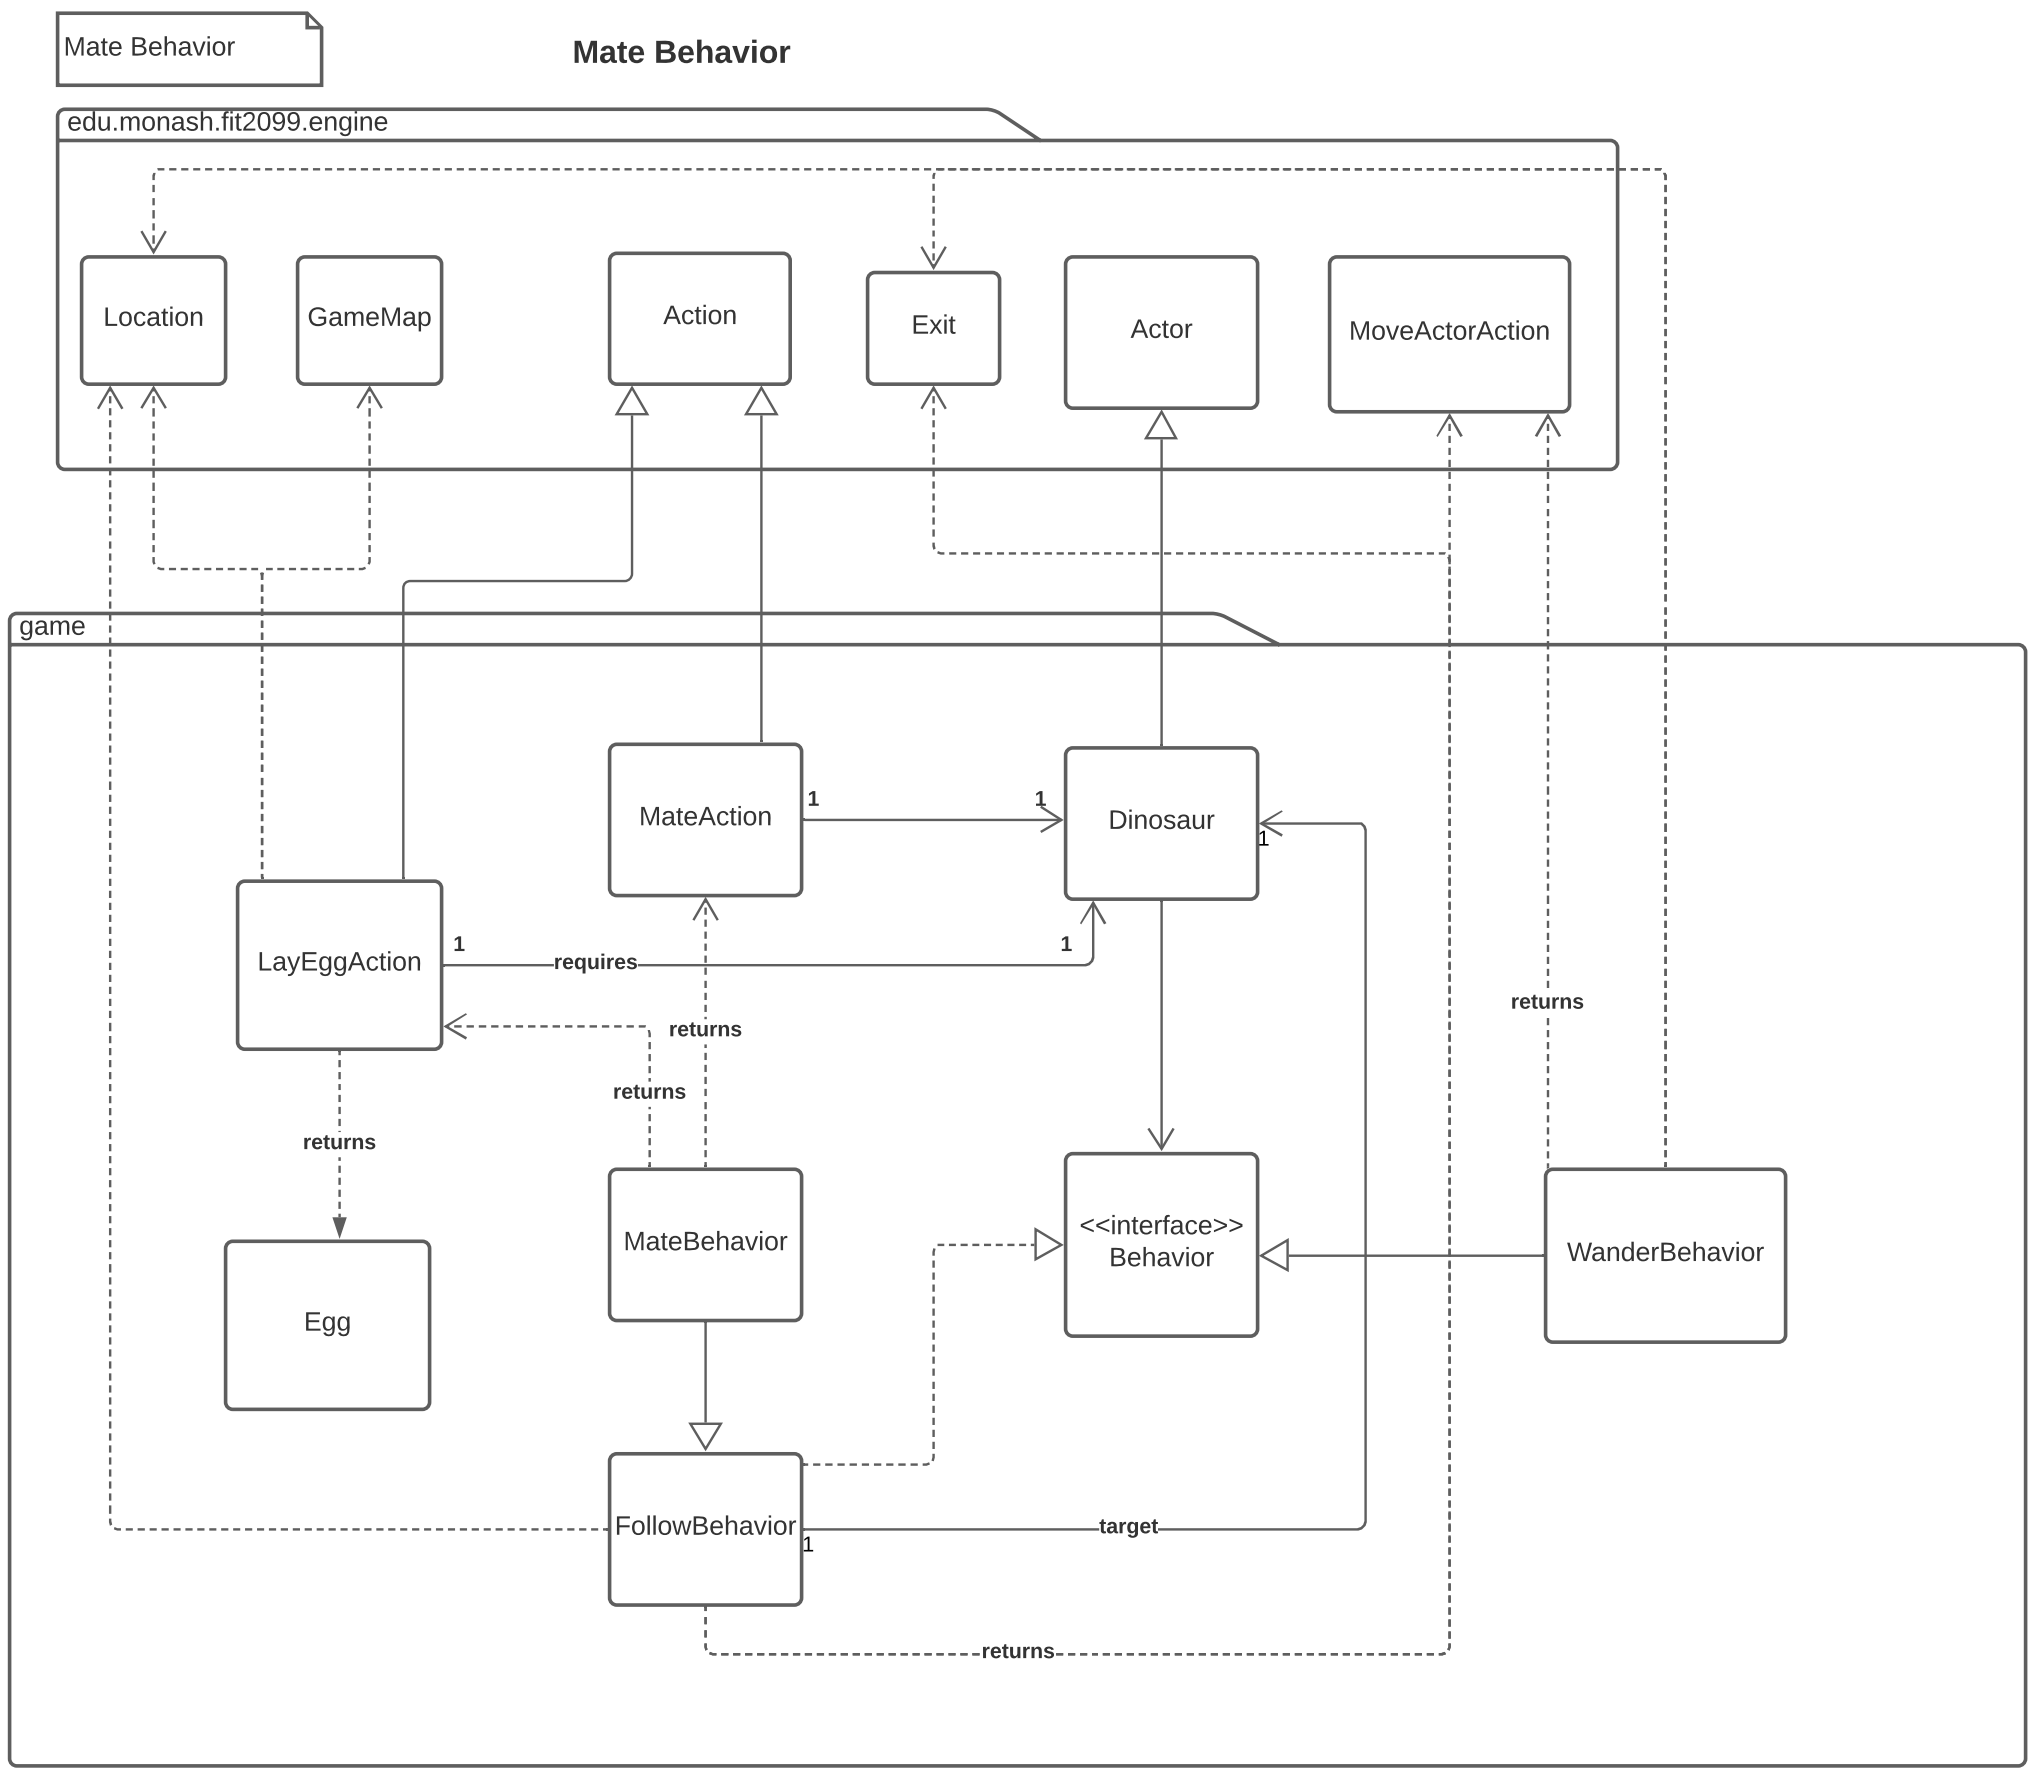 Mate Behavior
Mate Behavior
edu.monash.fit2099.engine
Location
GameMap
Action
Exit
Actor
MoveActorAction
game
MateAction
1
1
Dinosaur
1
LayEggAction
1
requires
1
returns
returns
returns
returns
MateBehavior
<<interface>>
Behavior
WanderBehavior
Egg
FollowBehavior
1
target
returns